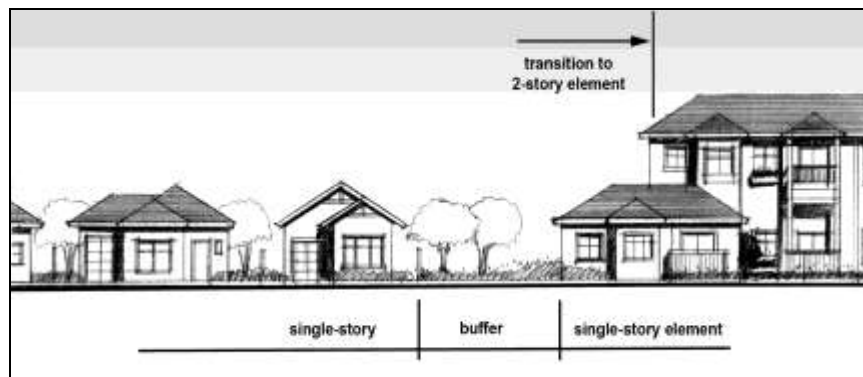 transition to
2-story element
single-story
buffer
single-story element